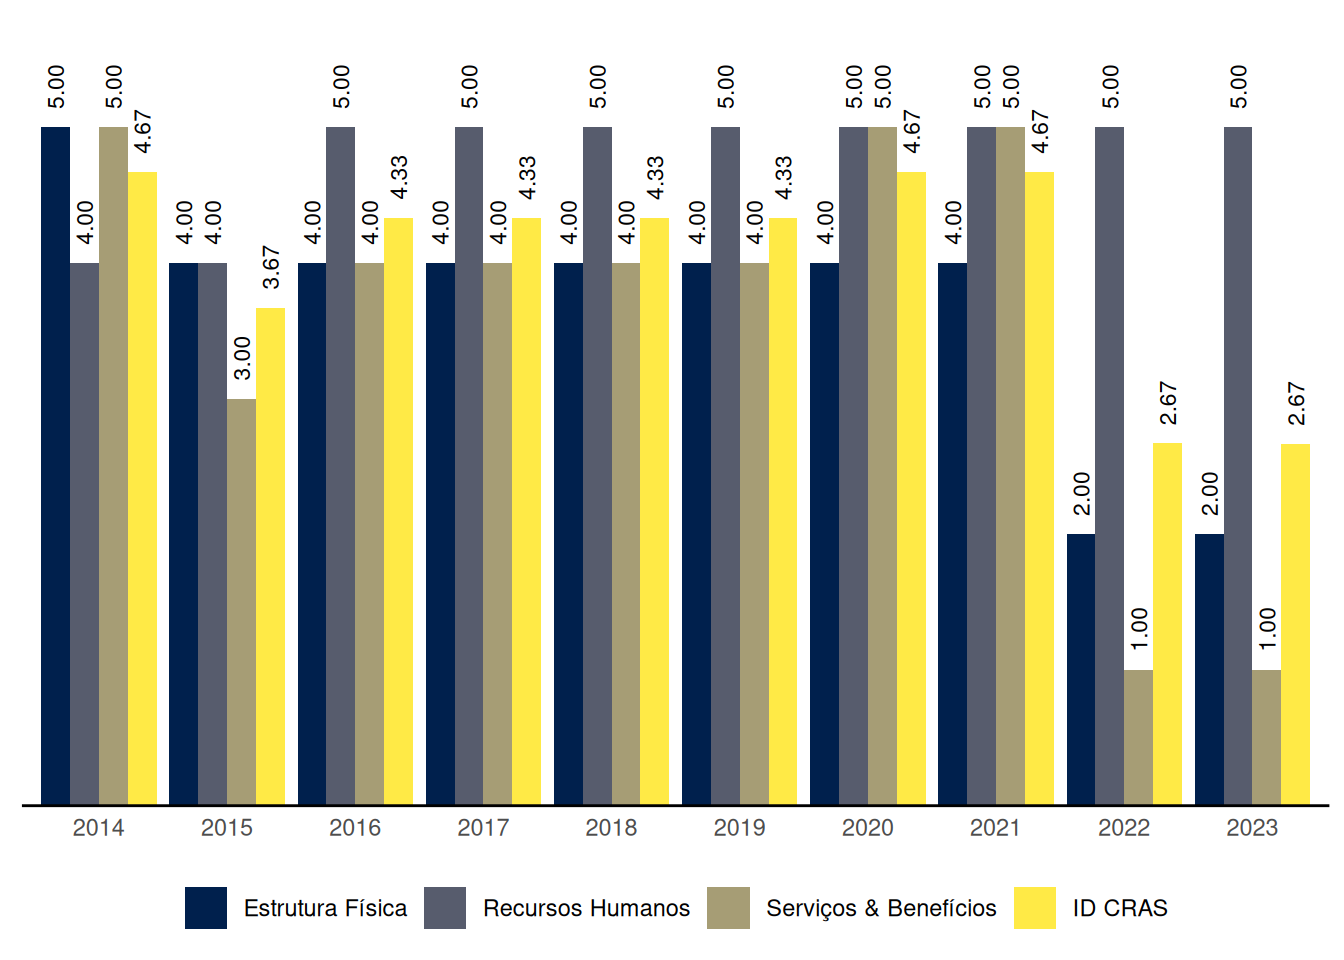 5.00 4.00 5.00 4.67 4.00 4.00 3.00 3.67 4.00 5.00 4.00 4.33 4.00 5.00 4.00 4.33 4.00 5.00 4.00 4.33 4.00 5.00 4.00 4.33 4.00 5.00 5.00 4.67 4.00 5.00 5.00 4.67 2.00 5.00 1.00 2.67 2.00 5.00 1.00 2.67
2014 2015 2016 2017 2018 2019 2020 2021 2022 2023
Estrutura Física Recursos Humanos Serviços & Benefícios ID CRAS